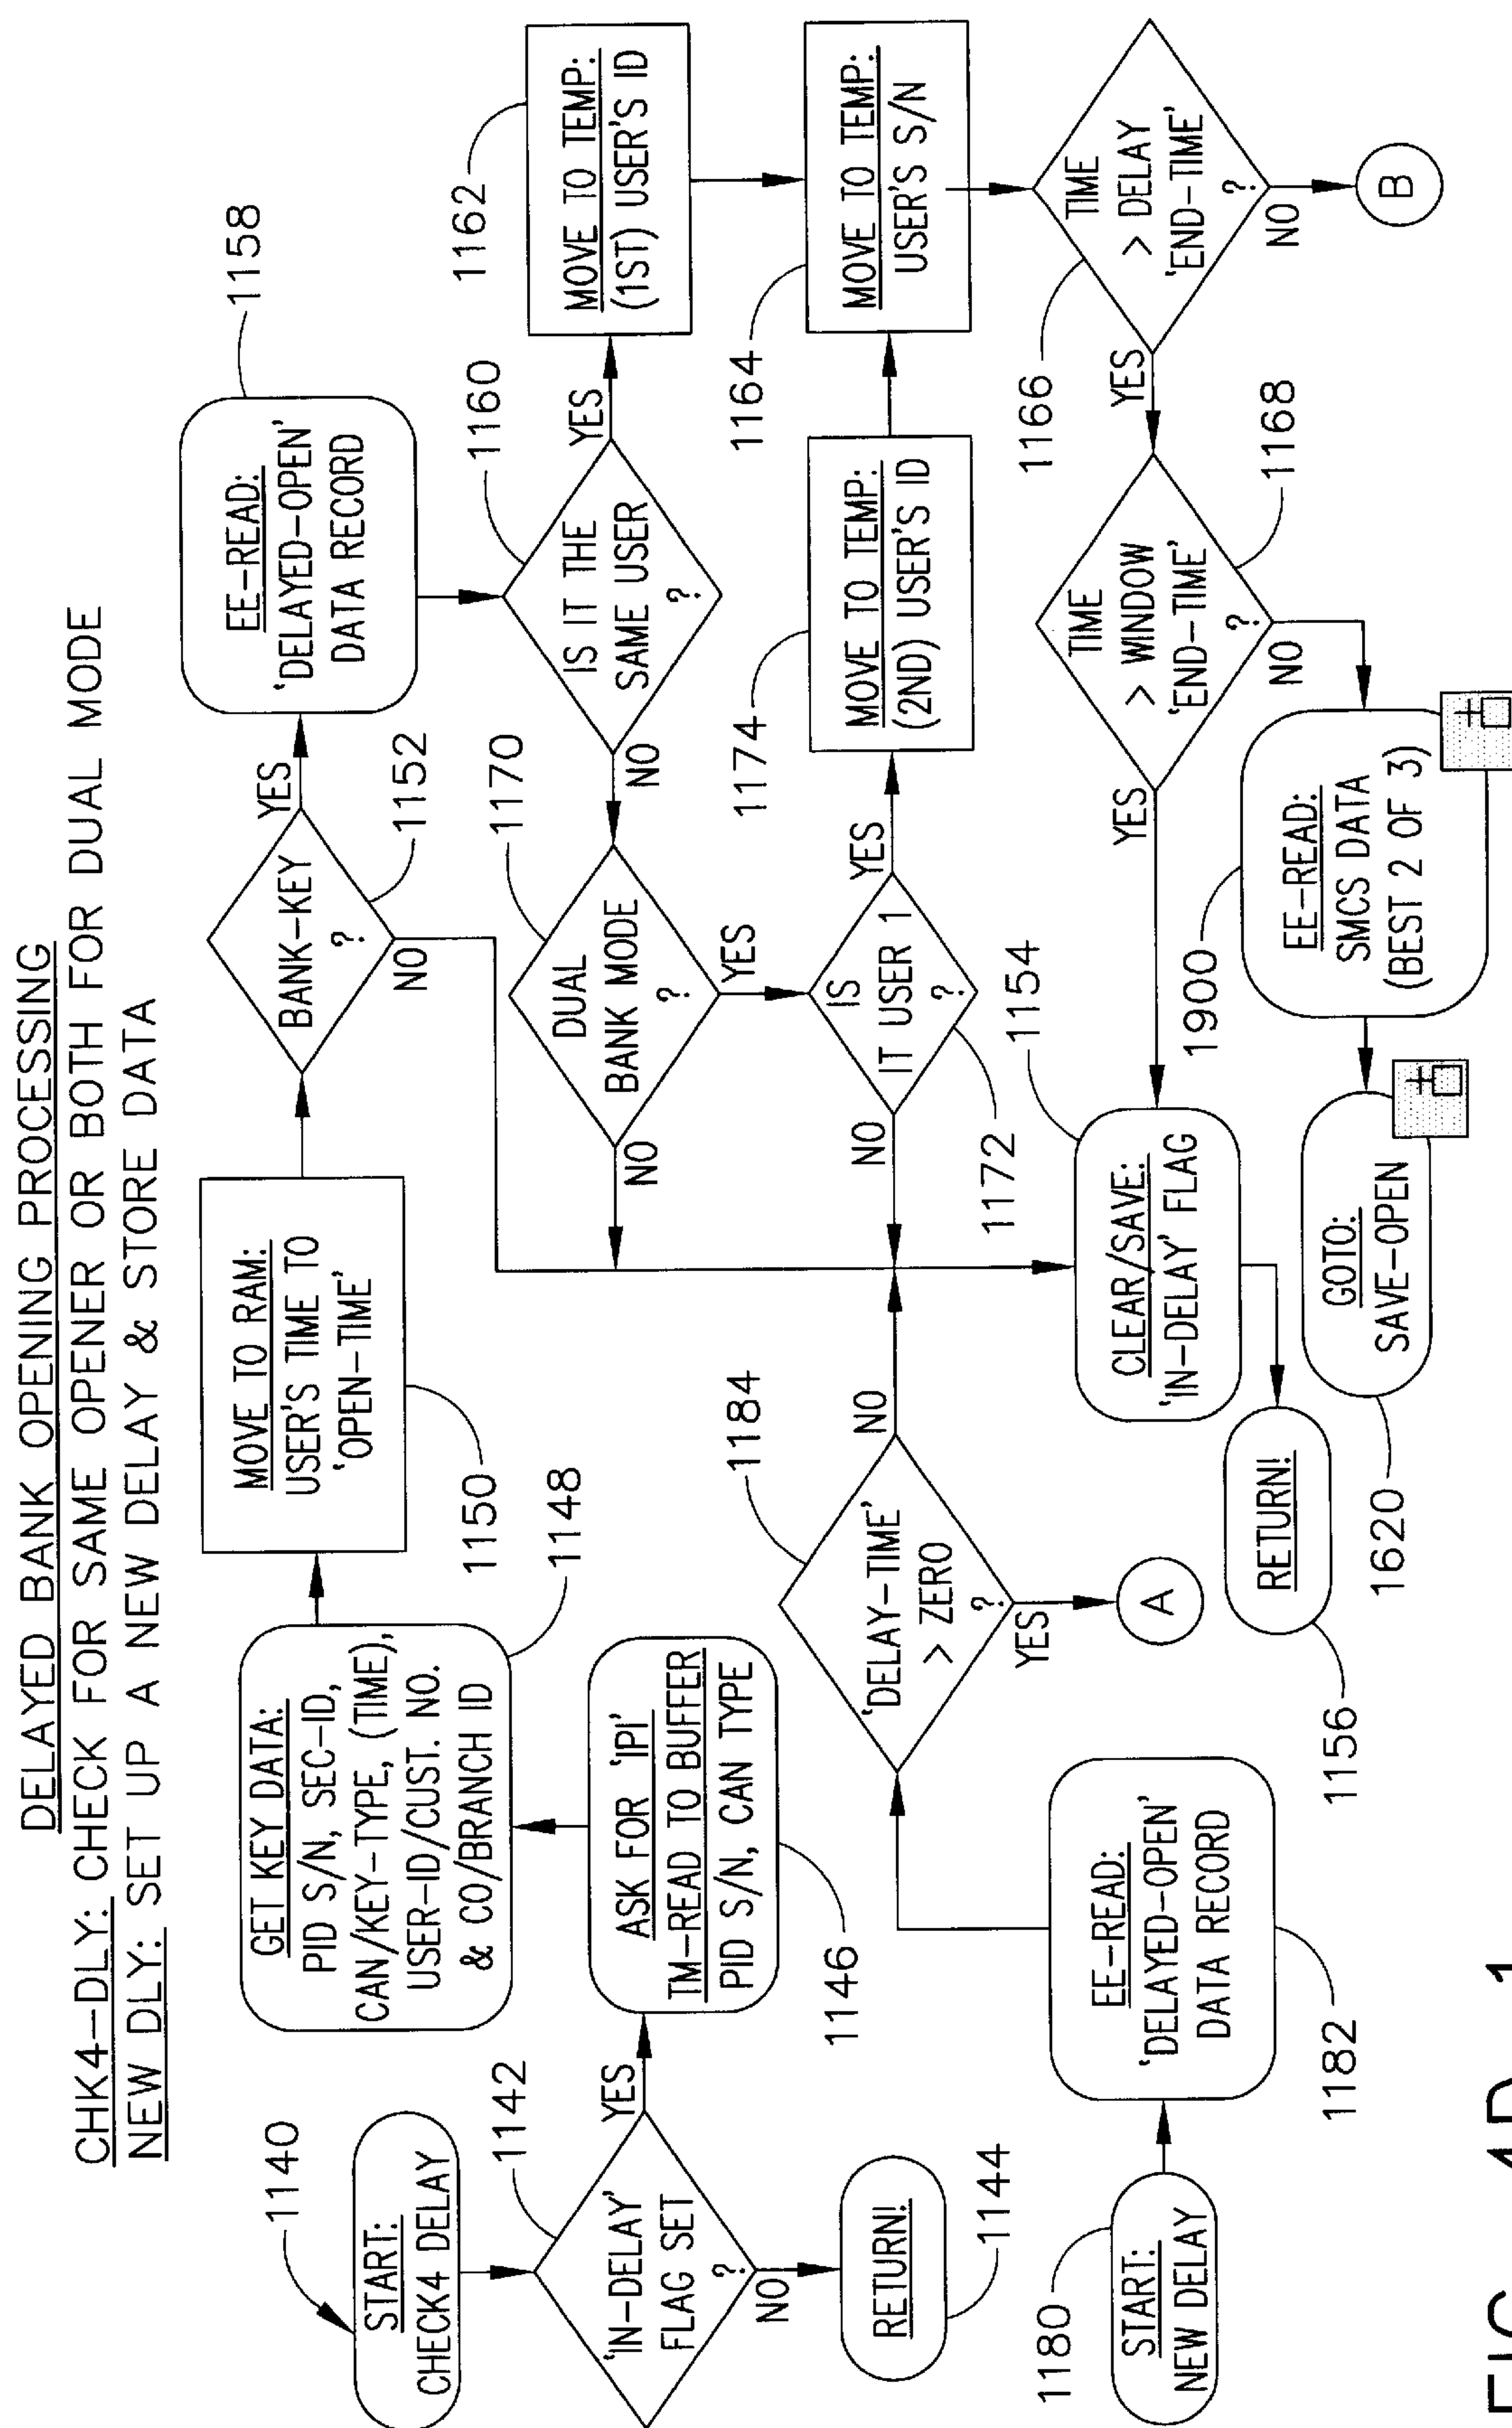 DELAYED BANK OPENING PROCESSING
CHK4-DLY: CHECK FOR SAME OPENER OR BOTH FOR DUAL MODE
NEW DLY: SET UP A NEW DELAY & STORE DATA
1140
START:
CHECK4 DELAY
1142
'IN-DELAY'
FLAG SET
?
YES
NO
RETURN!
1144
ASK FOR 'IPI'
TM-READ TO BUFFER
PID S/N, CAN TYPE
1146
GET KEY DATA:
PID S/N, SEC-ID,
CAN/KEY-TYPE, (TIME),
USER-ID/CUST. NO.
& CO/BRANCH ID
1148
MOVE TO RAM:
USER'S TIME TO
'OPEN-TIME'
1150
BANK-KEY
?
YES
NO
1152
EE-READ:
'DELAYED-OPEN'
DATA RECORD
1158
IS IT THE
SAME USER
?
YES
NO
1160
MOVE TO TEMP:
(1ST) USER'S ID
1162
DUAL
BANK MODE
?
NO
YES
1170
IS
IT USER 1
?
NO
YES
1172
MOVE TO TEMP:
(2ND) USER'S ID
1174
MOVE TO TEMP:
USER'S S/N
1164
TIME
> DELAY
'END-TIME'
?
YES
NO
1166
B
TIME
> WINDOW
'END-TIME'
?
YES
NO
1168
EE-READ:
SMCS DATA
(BEST 2 OF 3)
1900
GOTO:
SAVE-OPEN
1620
CLEAR/SAVE:
'IN-DELAY' FLAG
1154
RETURN!
1156
1180
START:
NEW DELAY
EE-READ:
'DELAYED-OPEN'
DATA RECORD
1182
'DELAY-TIME'
> ZERO
?
NO
YES
1184
A